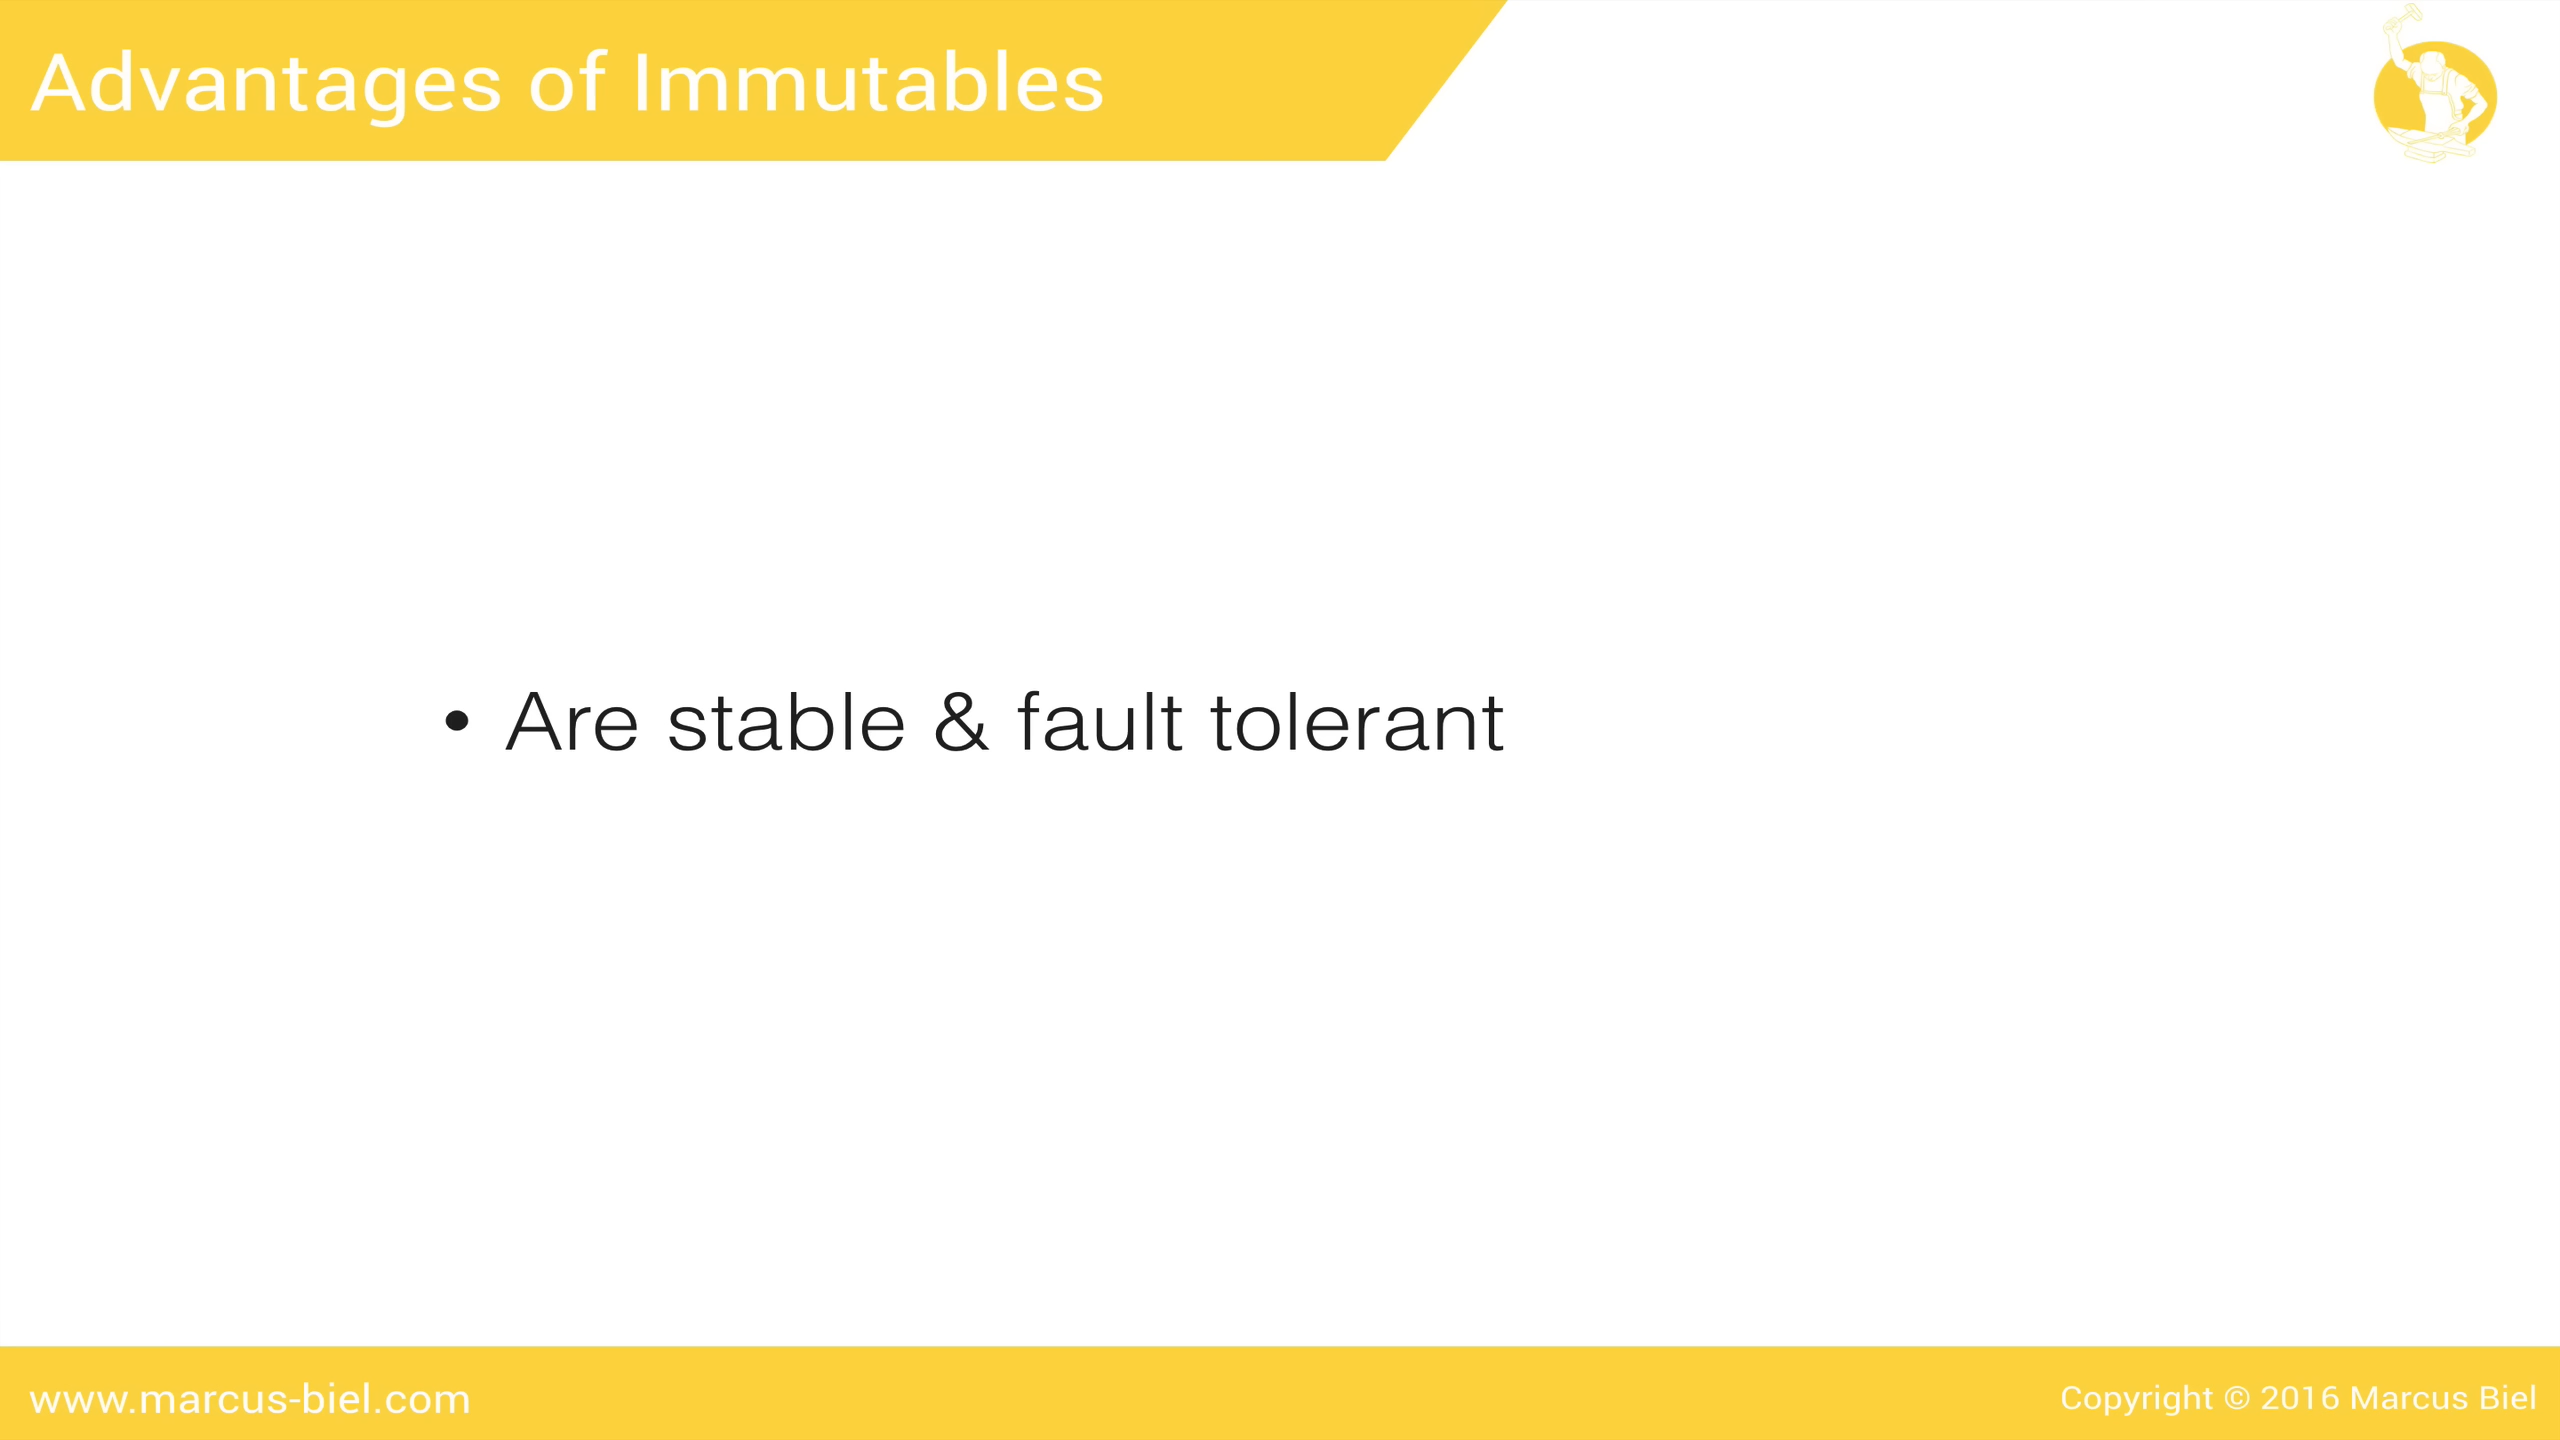 Advantages of Immutables
• Are stable & fault tolerant
www.marcus-biel.com
Copyright © 2016 Marcus Biel